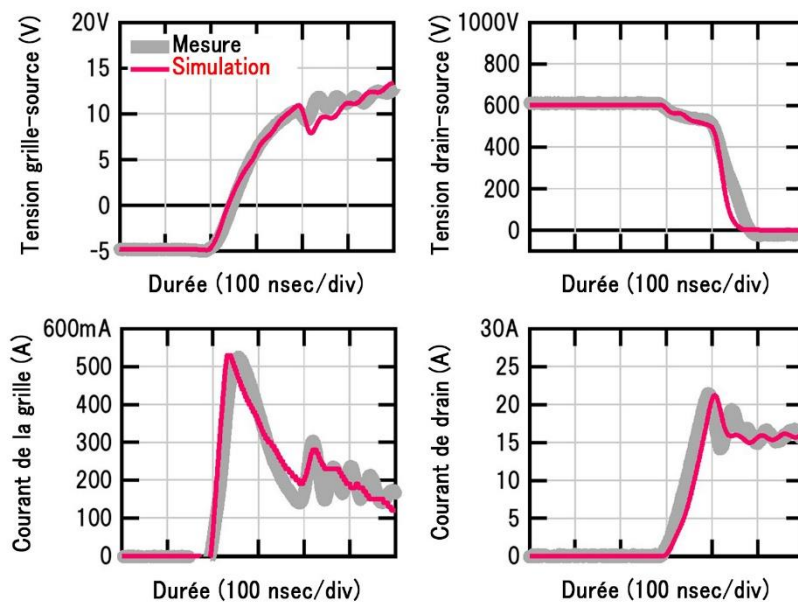 Tension grille-source (V)
20V
15
10
5
0
-5
Mesure
Simulation
Durée (100 nsec/div)
Tension drain-source (V)
1000V
800
600
400
200
0
Durée (100 nsec/div)
Courant de la grille (A)
600mA
500
400
300
200
100
0
Durée (100 nsec/div)
Courant de drain (A)
30A
25
20
15
10
5
0
Durée (100 nsec/div)